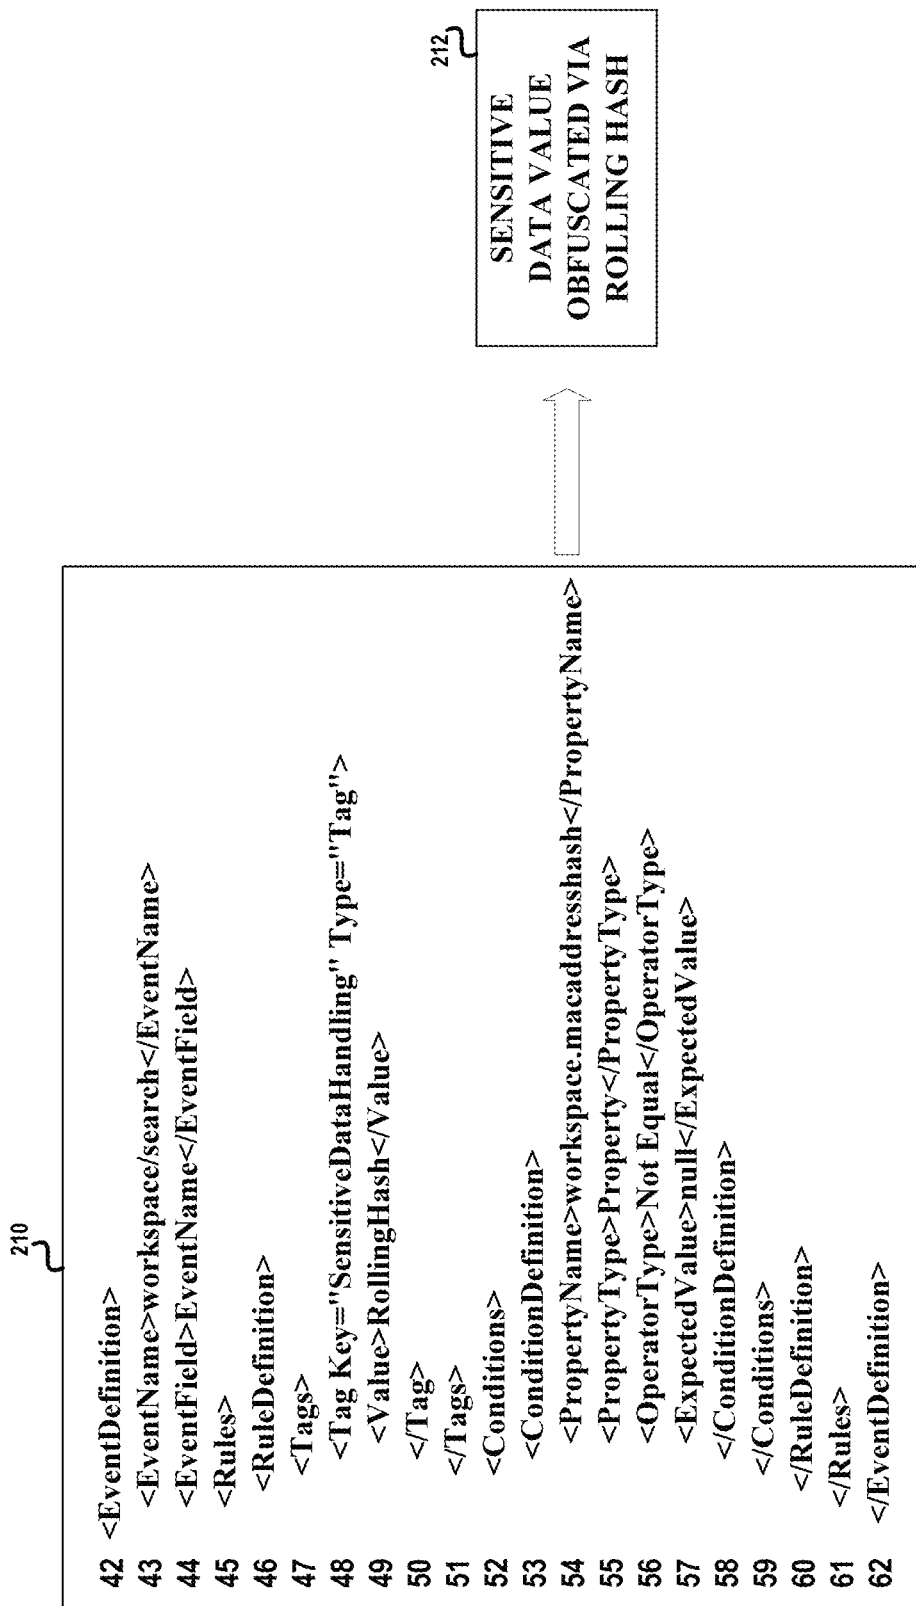 210
42 <EventDefinition>
43 <EventName>workspace/search</EventName>
44 <EventField>EventName</EventField>
45 <Rules>
46 <RuleDefinition>
47 <Tags>
48 <Tag Key="SensitiveDataHandling" Type="Tag">
49 <Value>RollingHash</Value>
50 </Tag>
51 </Tags>
52 <Conditions>
53 <ConditionDefinition>
54 <PropertyName>workspace.macaddresshash</PropertyName>
55 <PropertyType>Property</PropertyType>
56 <OperatorType>Not Equal</OperatorType>
57 <ExpectedValue>null</ExpectedValue>
58 </ConditionDefinition>
59 </Conditions>
60 </RuleDefinition>
61 </Rules>
62 </EventDefinition>
212
SENSITIVE
DATA VALUE
OBFUSCATED VIA
ROLLING HASH